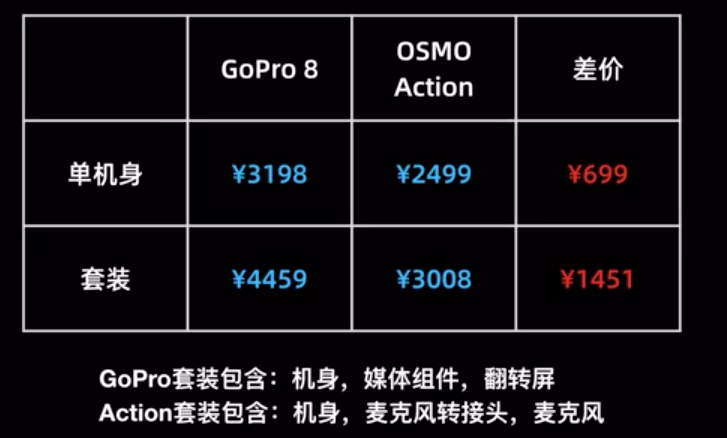 GoPro 8
OSMO
Action
差价
单机身
¥3198
¥2499
¥699
套装
¥4459
¥3008
¥1451
GoPro套装包含：机身，媒体组件，翻转屏
Action套装包含：机身，麦克风转接头，麦克风